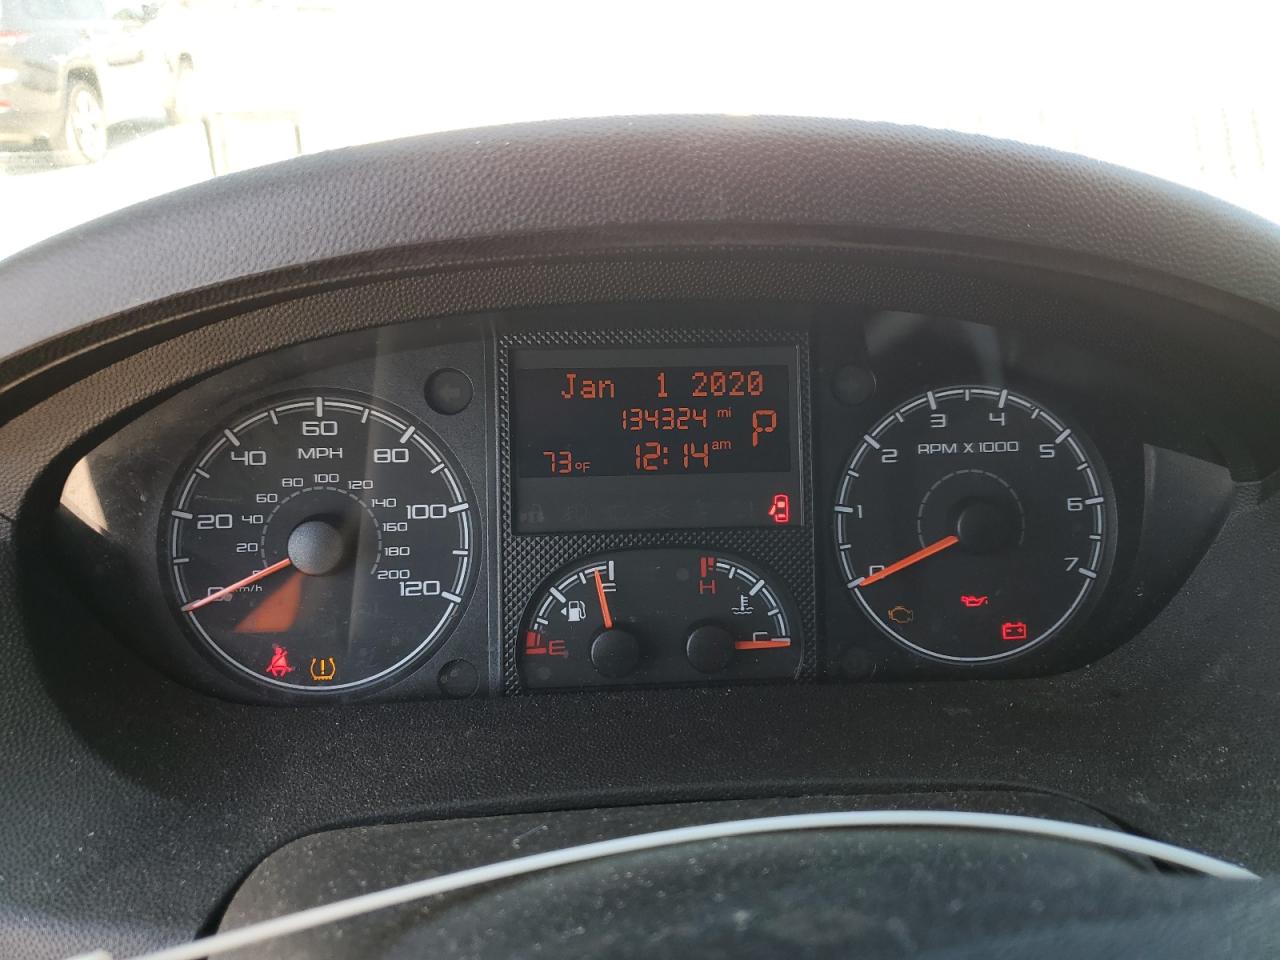 Jan 1 2020
134324 mi
P
73°F 12:14 am
MPH
0 20 40 60 80 100 120
20 40 60 80 100 120 140 160 180 200
km/h
E F
H C
RPM X 1000
0 1 2 3 4 5 6 7